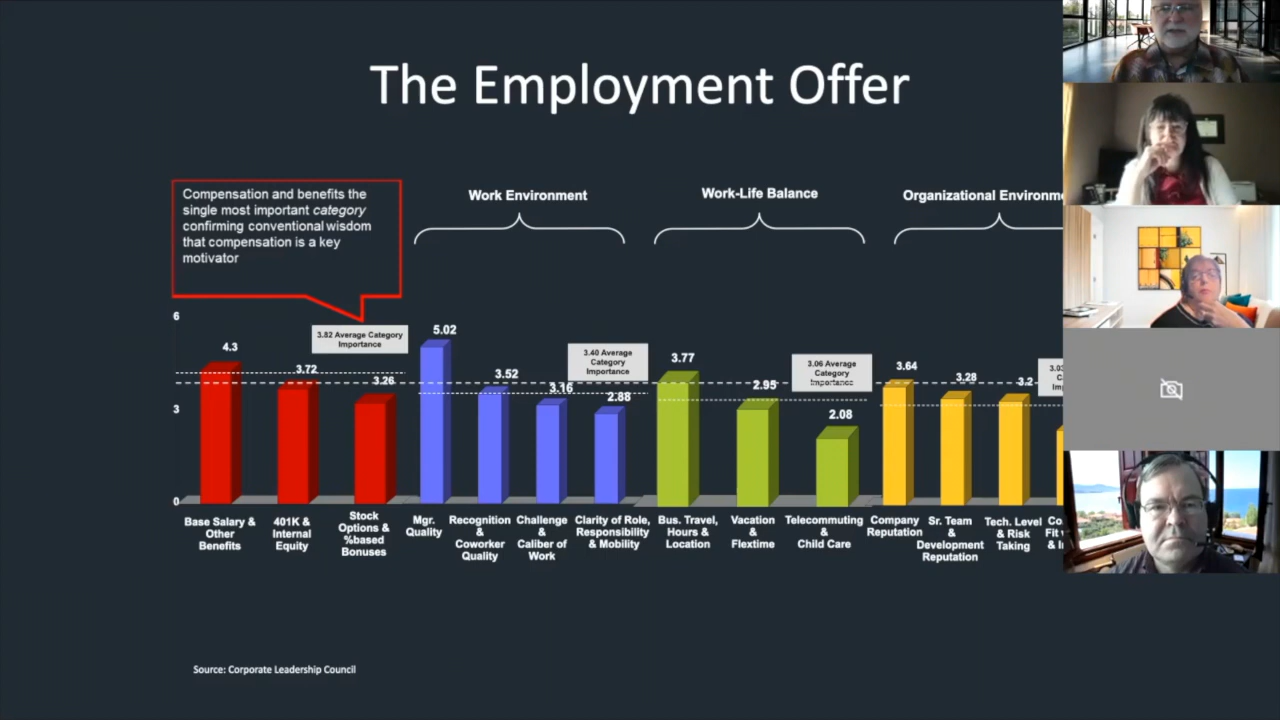 The Employment Offer
Compensation and benefits the
single most important category
confirming conventional wisdom
that compensation is a key
motivator
Work Environment
Work-Life Balance
Organizational Environme
6
3
0
3.82 Average Category
Importance
3.40 Average
Category
Importance
3.06 Average
Category
Importance
3.03
4.3
3.72
3.26
5.02
3.52
3.16
2.88
3.77
2.95
2.08
3.64
3.28
3.2
Base Salary &
Other
Benefits
401K &
Internal
Equity
Stock
Options &
%based
Bonuses
Mgr.
Quality
Recognition
&
Coworker
Quality
Challenge
&
Caliber of
Work
Clarity of Role,
Responsibility
& Mobility
Bus. Travel,
Hours &
Location
Vacation
&
Flextime
Telecommuting
&
Child Care
Company
Reputation
Sr. Team
&
Development
Reputation
Tech. Level
& Risk
Taking
Co
Fit
&
Source: Corporate Leadership Council